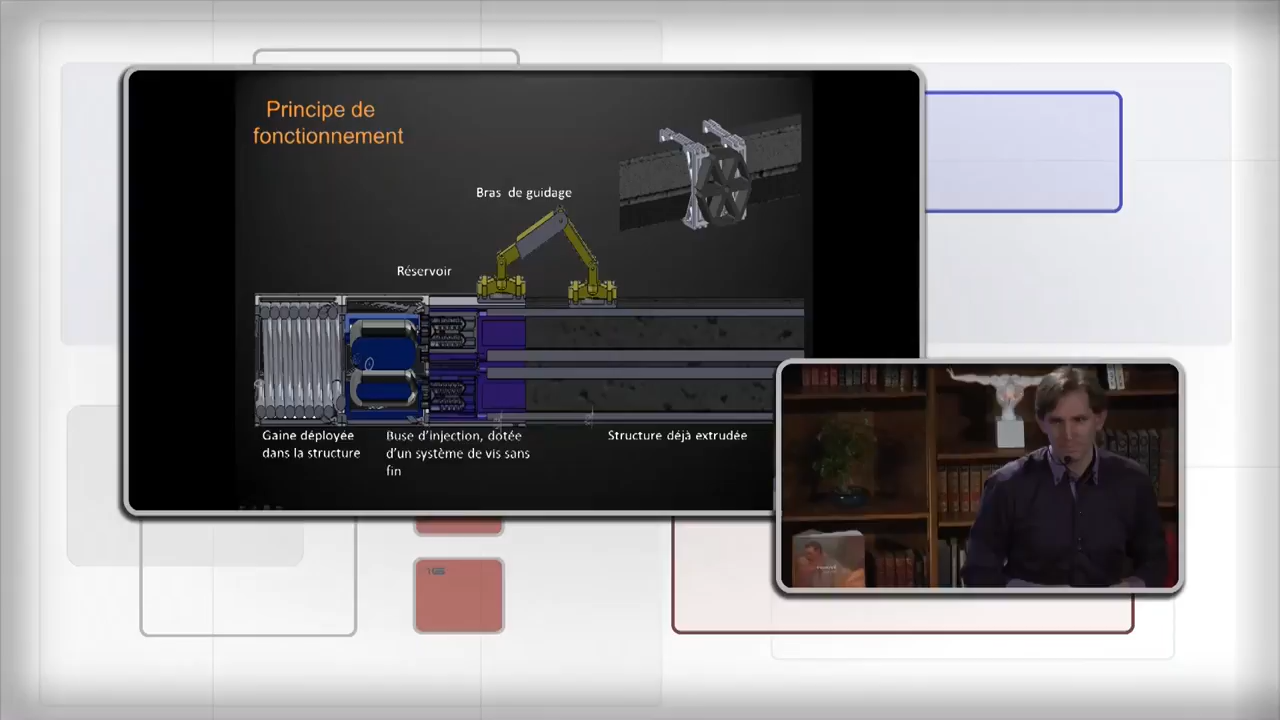 Principe de
fonctionnement
Bras de guidage
Réservoir
Gaine déployée
dans la structure
Buse d'injection, dotée
d'un système de vis sans
fin
Structure déjà extrudée